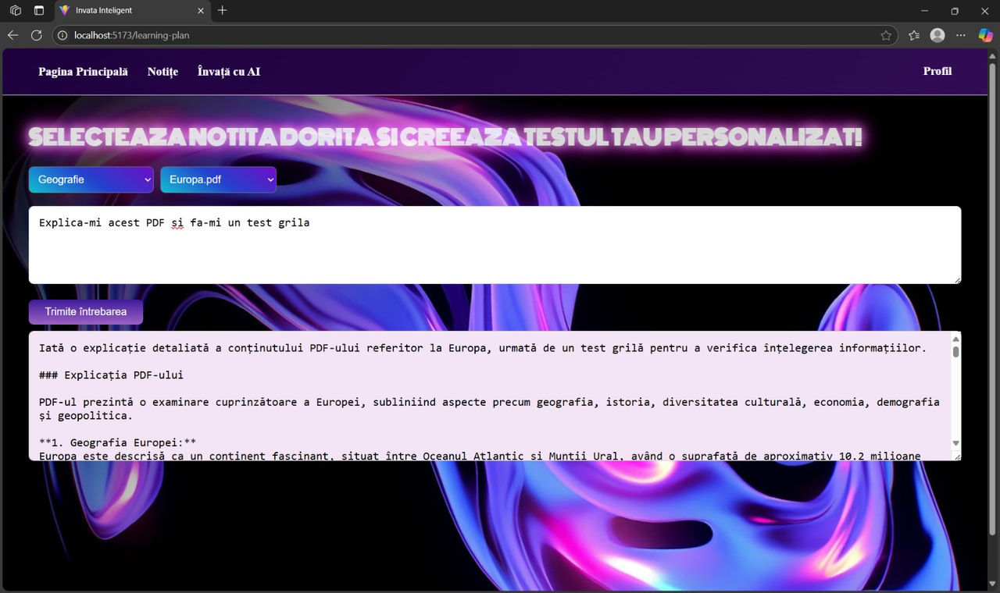 Invata Inteligent
localhost:5173/learning-plan
Pagina Principală Notițe Învață cu AI Profil
SELECTEAZA NOTITA DORITA SI CREEAZA TESTUL TAU PERSONALIZAT!
Geografie Europa.pdf
Explica-mi acest PDF si fa-mi un test grila
Trimite întrebarea
Iată o explicație detaliată a conținutului PDF-ului referitor la Europa, urmată de un test grilă pentru a verifica înțelegerea informațiilor.
### Explicația PDF-ului
PDF-ul prezintă o examinare cuprinzătoare a Europei, subliniind aspecte precum geografia, istoria, diversitatea culturală, economia, demografia
și geopolitica.
**1. Geografia Europei:**
Europa este descrisă ca un continent fascinant, situat între Oceanul Atlantic și Munții Ural, având o suprafață de aproximativ 10.2 milioane